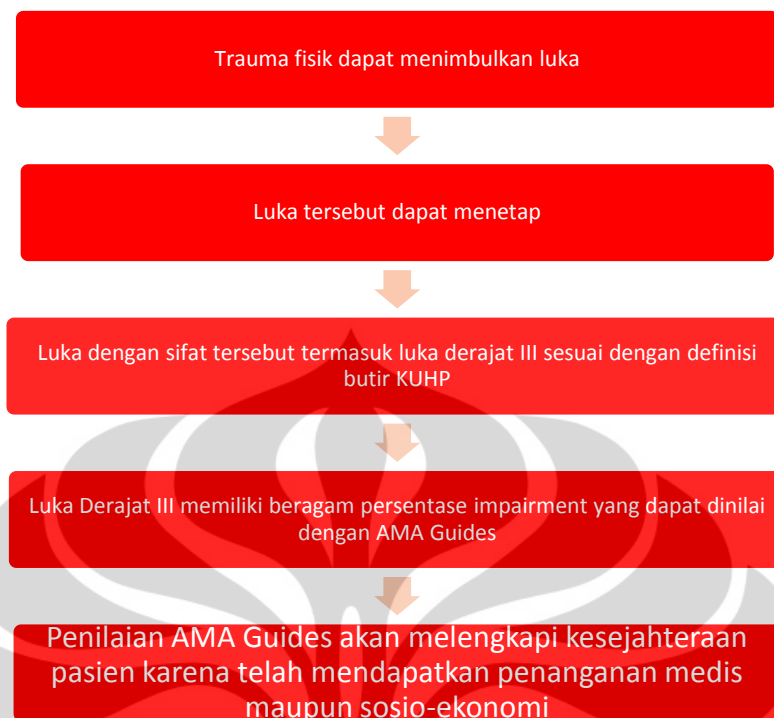 Trauma fisik dapat menimbulkan luka
Luka tersebut dapat menetap
Luka dengan sifat tersebut termasuk luka derajat III sesuai dengan definisi
butir KUHP
Luka Derajat III memiliki beragam persentase impairment yang dapat dinilai
dengan AMA Guides
Penilaian AMA Guides akan melengkapi kesejahteraan
pasien karena telah mendapatkan penanganan medis
maupun sosio-ekonomi